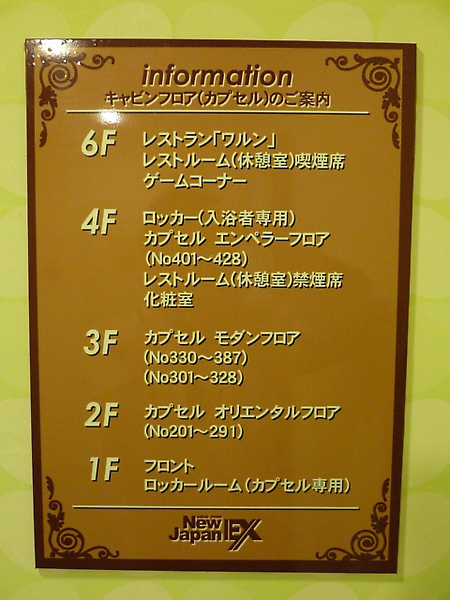 information
キャビンフロア(カプセル)のご案内
6F レストラン「ワルン」
レストルーム(休憩室)喫煙席
ゲームコーナー
4F ロッカー(入浴者専用)
カプセル エンペラーフロア
(No401〜428)
レストルーム(休憩室)禁煙席
化粧室
3F カプセル モダンフロア
(No330〜387)
(No301〜328)
2F カプセル オリエンタルフロア
(No201〜291)
1F フロント
ロッカールーム(カプセル専用)
New
Japan EX